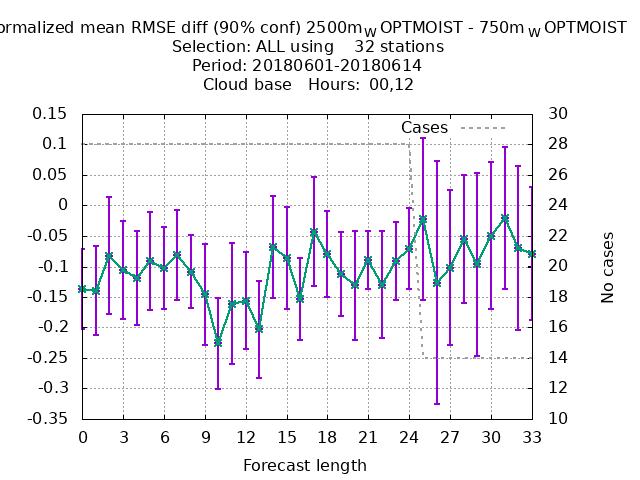 ormalized mean RMSE diff (90% conf) 2500m W OPTMOIST - 750m W OPTMOIST
Selection: ALL using 32 stations
Period: 20180601-20180614
Cloud base Hours: 00,12
Cases
0.15
0.1
0.05
0
-0.05
-0.1
-0.15
-0.2
-0.25
-0.3
-0.35
30
28
26
24
22
20
18
16
14
12
10
No cases
0 3 6 9 12 15 18 21 24 27 30 33
Forecast length